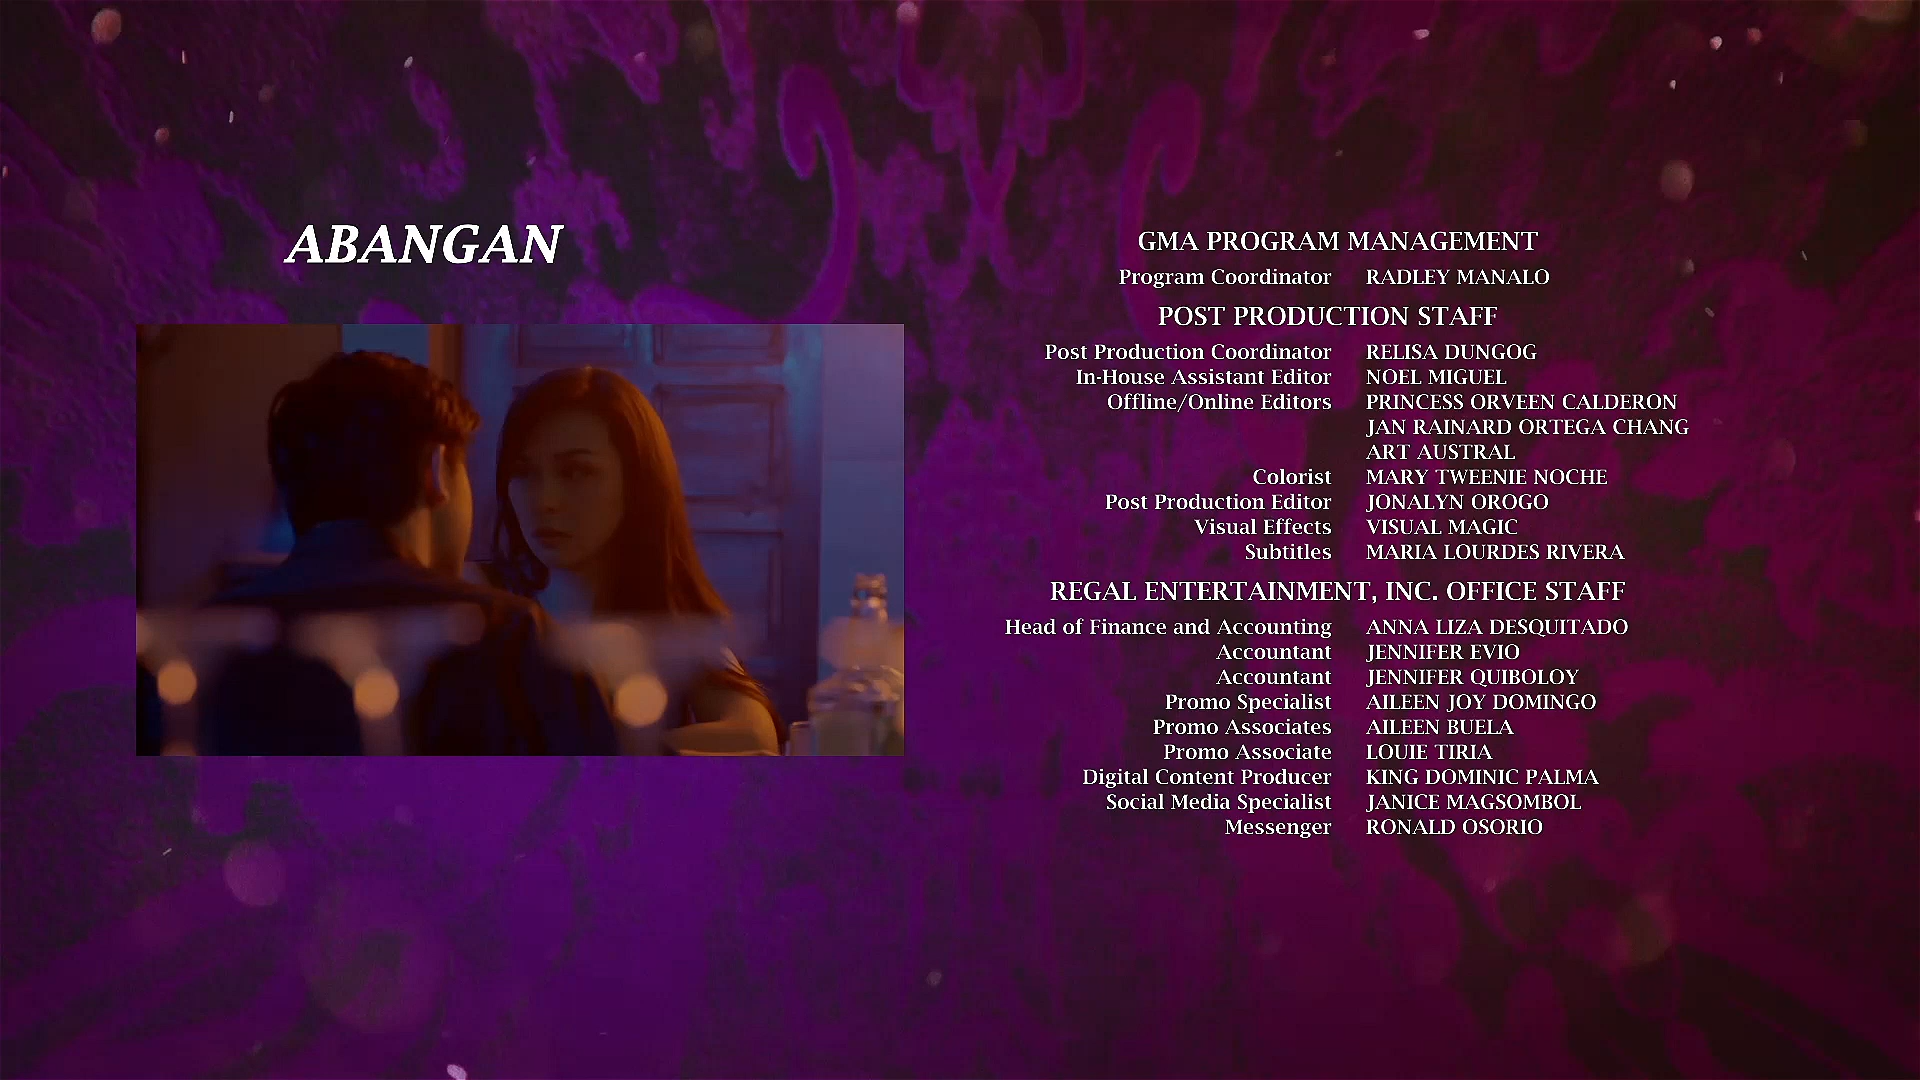 ABANGAN
GMA PROGRAM MANAGEMENT
Program Coordinator RADLEY MANALO
POST PRODUCTION STAFF
Post Production Coordinator RELISA DUNGOG
In-House Assistant Editor NOEL MIGUEL
Offline/Online Editors PRINCESS ORVEEN CALDERON
JAN RAINARD ORTEGA CHANG
ART AUSTRAL
Colorist MARY TWEENIE NOCHE
Post Production Editor JONALYN OROGO
Visual Effects VISUAL MAGIC
Subtitles MARIA LOURDES RIVERA
REGAL ENTERTAINMENT, INC. OFFICE STAFF
Head of Finance and Accounting ANNA LIZA DESQUITADO
Accountant JENNIFER EVIO
Accountant JENNIFER QUIBOLOY
Promo Specialist AILEEN JOY DOMINGO
Promo Associates AILEEN BUELA
Promo Associate LOUIE TIRIA
Digital Content Producer KING DOMINIC PALMA
Social Media Specialist JANICE MAGSOMBOL
Messenger RONALD OSORIO